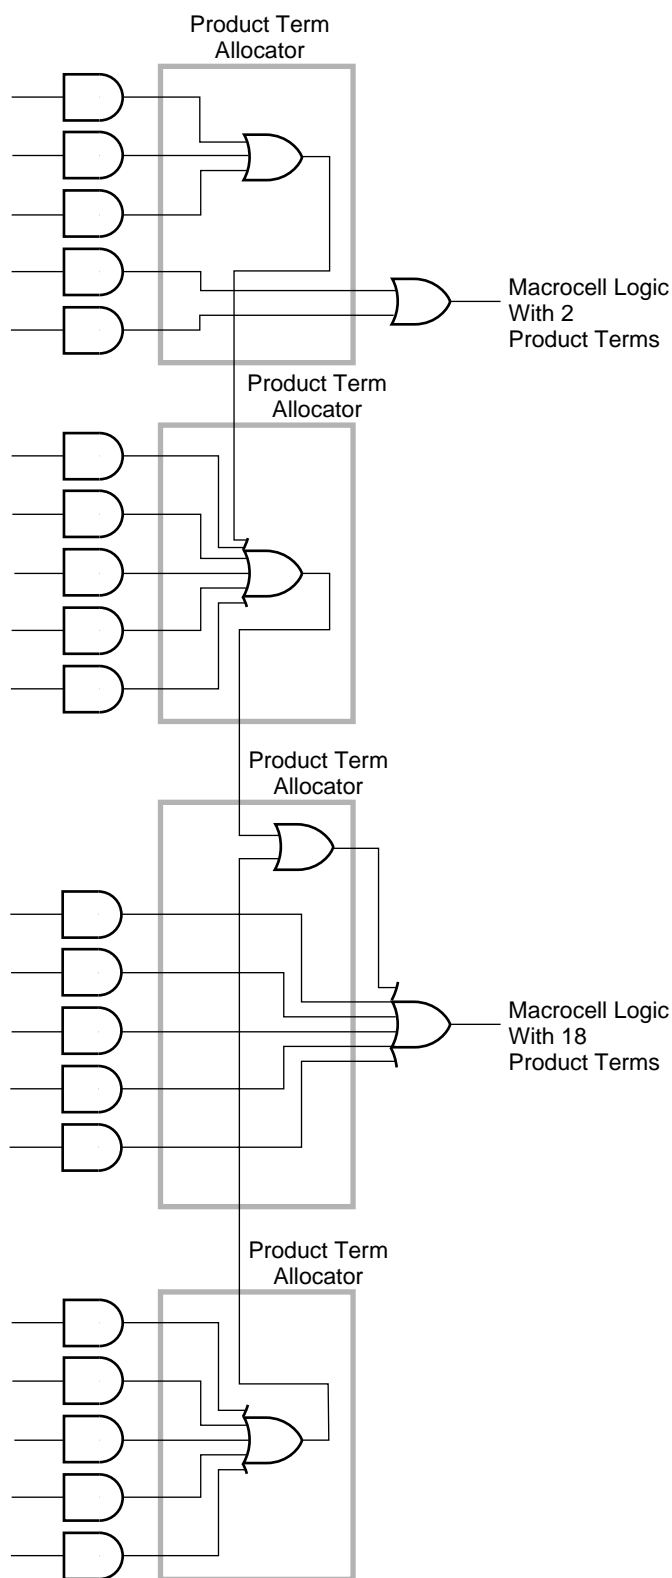 Product Term
Allocator
Macrocell Logic
With 2
Product Terms
Product Term
Allocator
Product Term
Allocator
Macrocell Logic
With 18
Product Terms
Product Term
Allocator